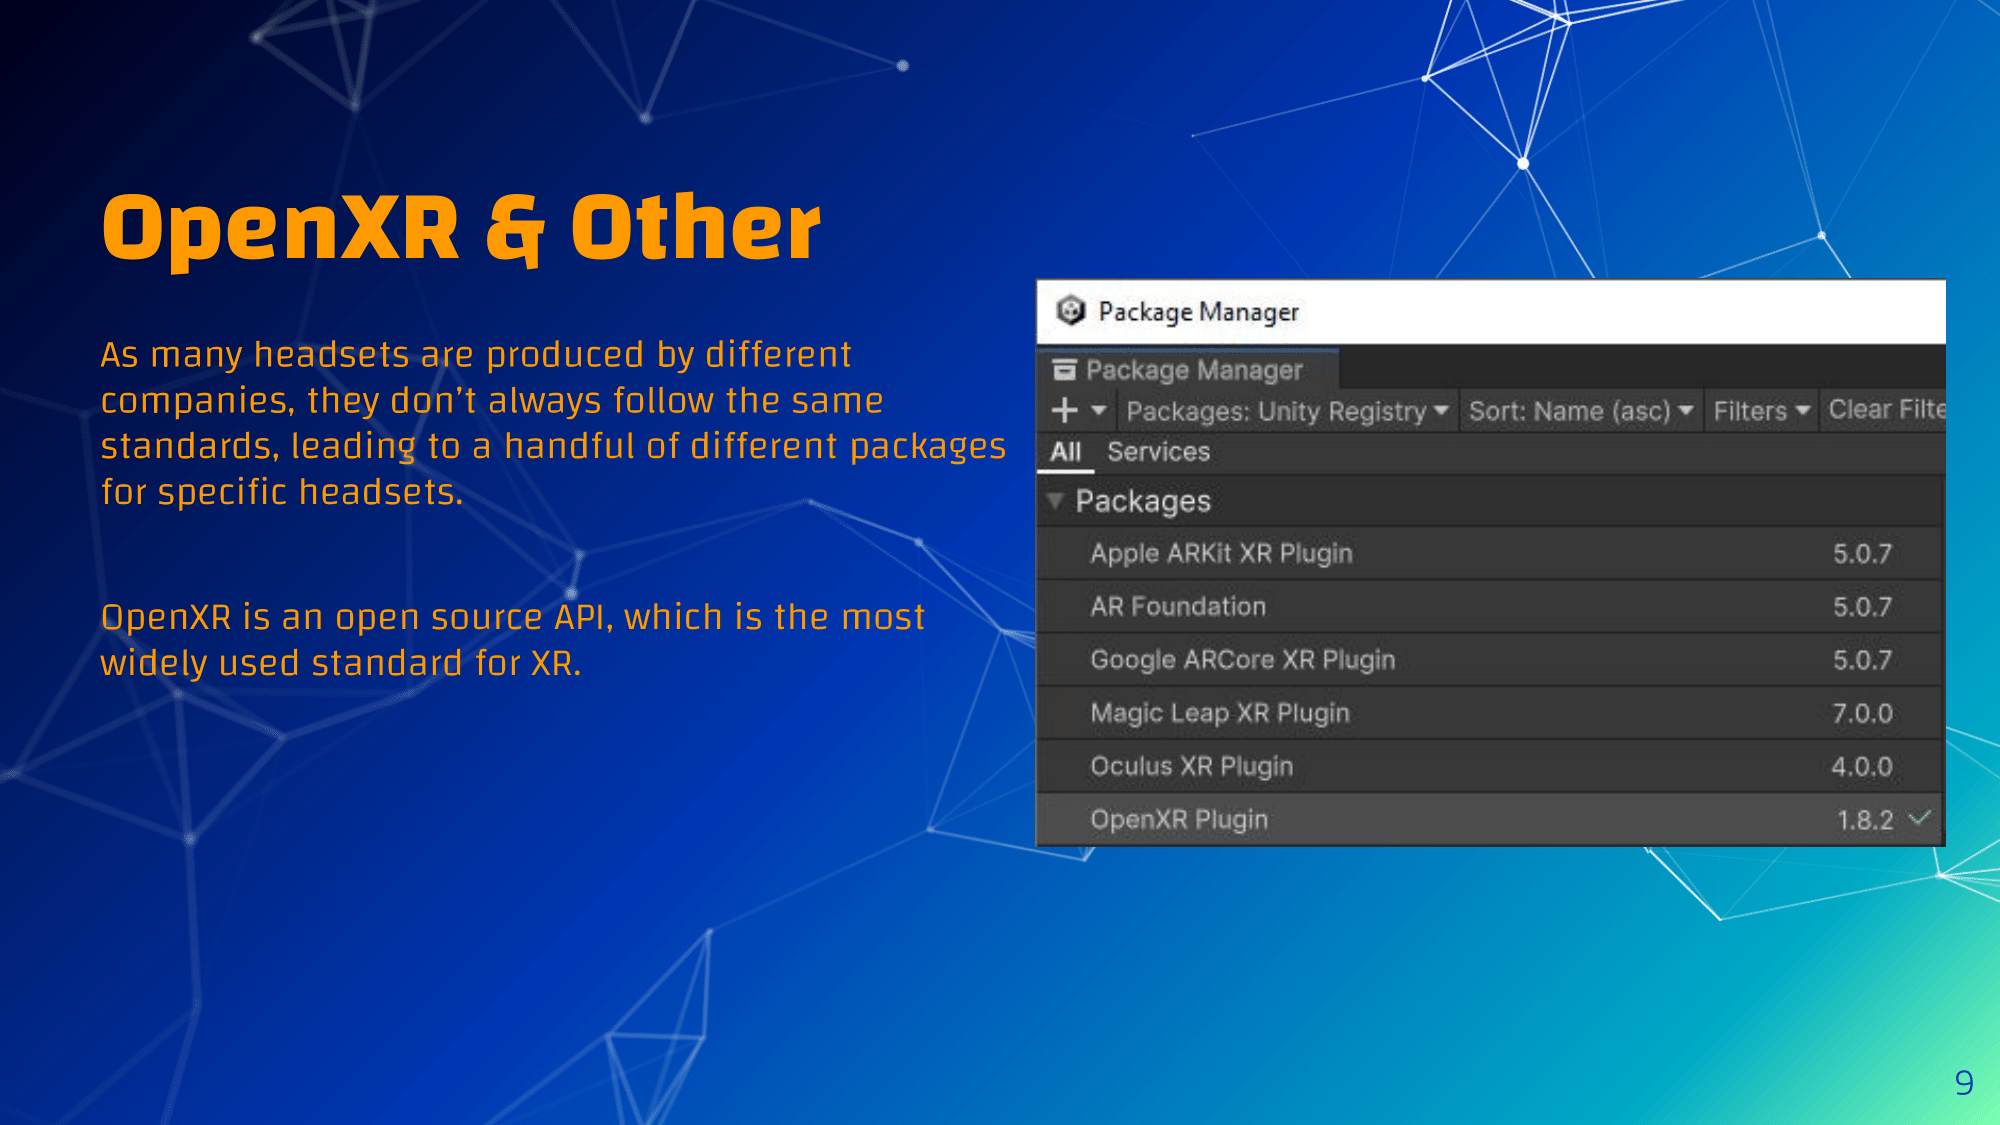 OpenXR & Other
As many headsets are produced by different
companies, they don’t always follow the same
standards, leading to a handful of different packages
for specific headsets.
OpenXR is an open source API, which is the most
widely used standard for XR.
Package Manager
Package Manager
Packages: Unity Registry Sort: Name (asc) Filters Clear Filte
All Services
Packages
Apple ARKit XR Plugin 5.0.7
AR Foundation 5.0.7
Google ARCore XR Plugin 5.0.7
Magic Leap XR Plugin 7.0.0
Oculus XR Plugin 4.0.0
OpenXR Plugin 1.8.2
9